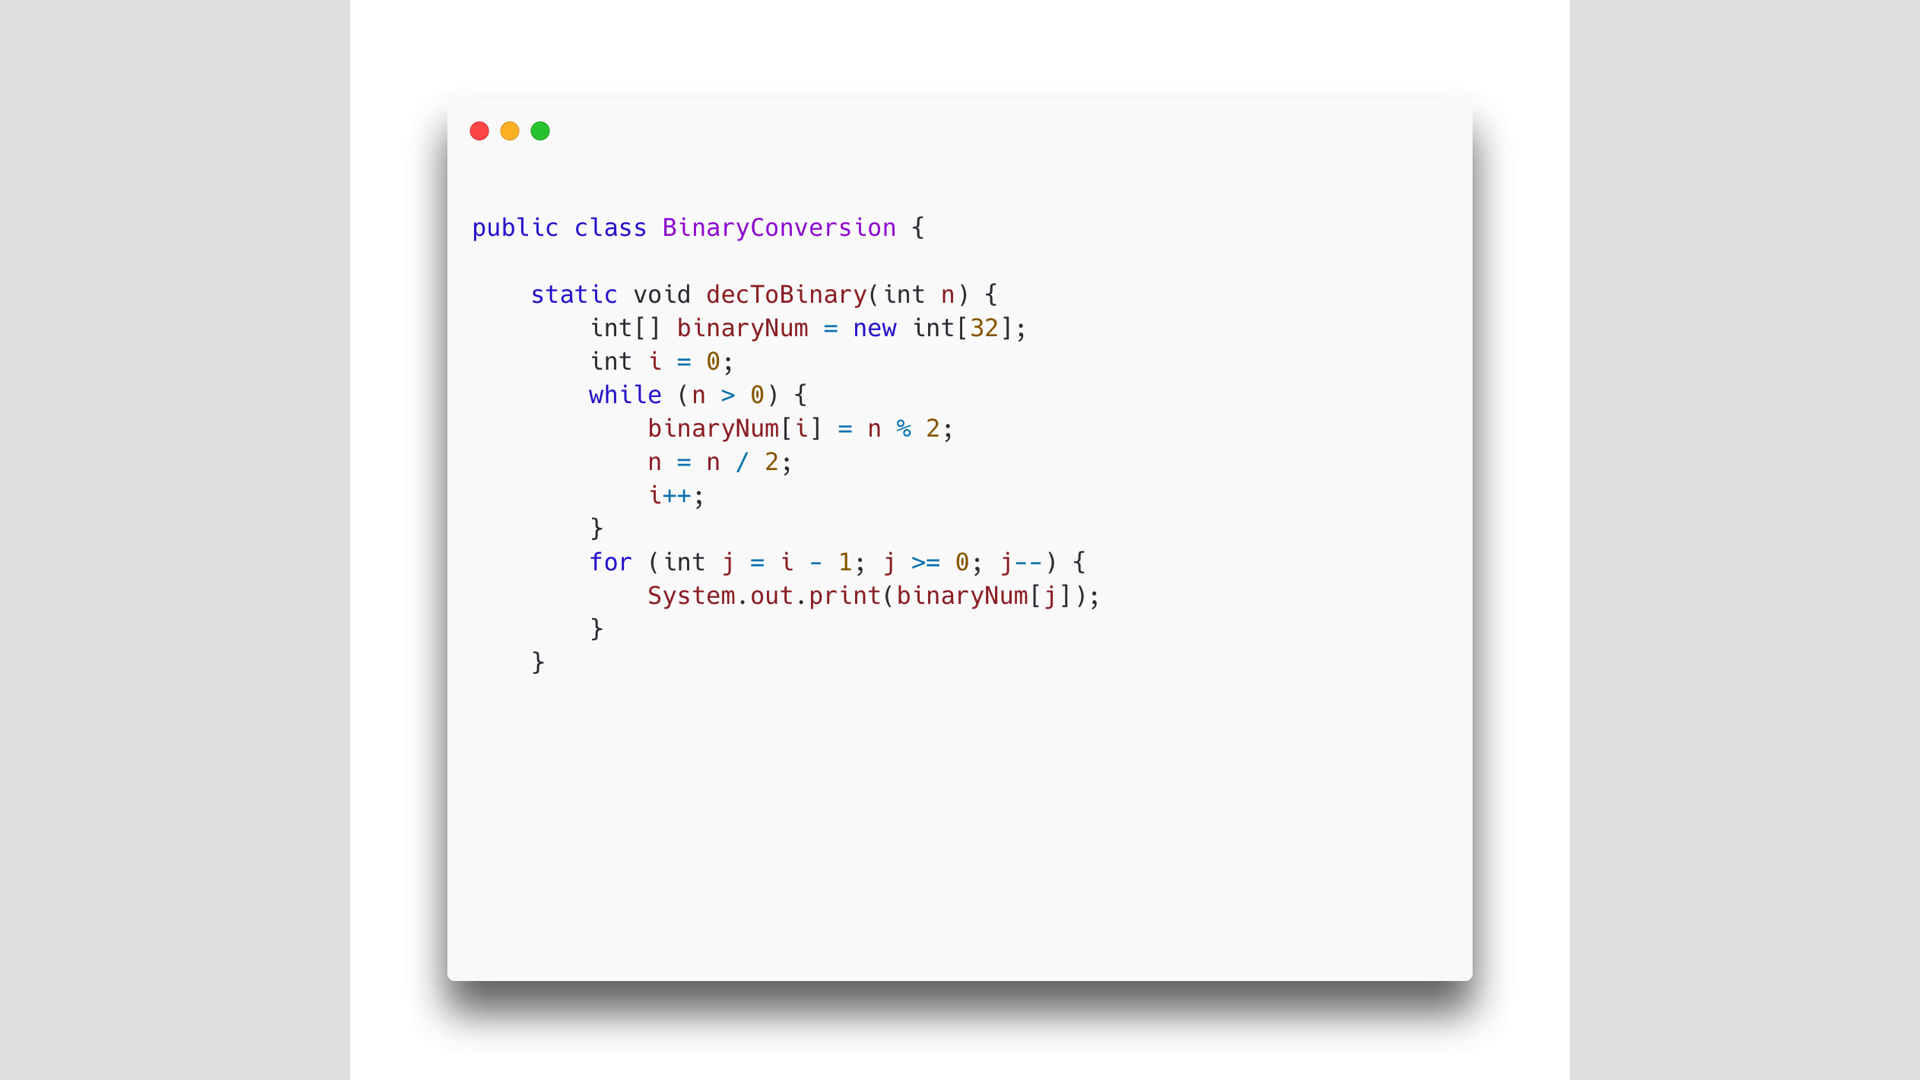 public class BinaryConversion {
static void decToBinary(int n) {
int[] binaryNum = new int[32];
int i = 0;
while (n > 0) {
binaryNum[i] = n % 2;
n = n / 2;
i++;
}
for (int j = i - 1; j >= 0; j--) {
System.out.print(binaryNum[j]);
}
}